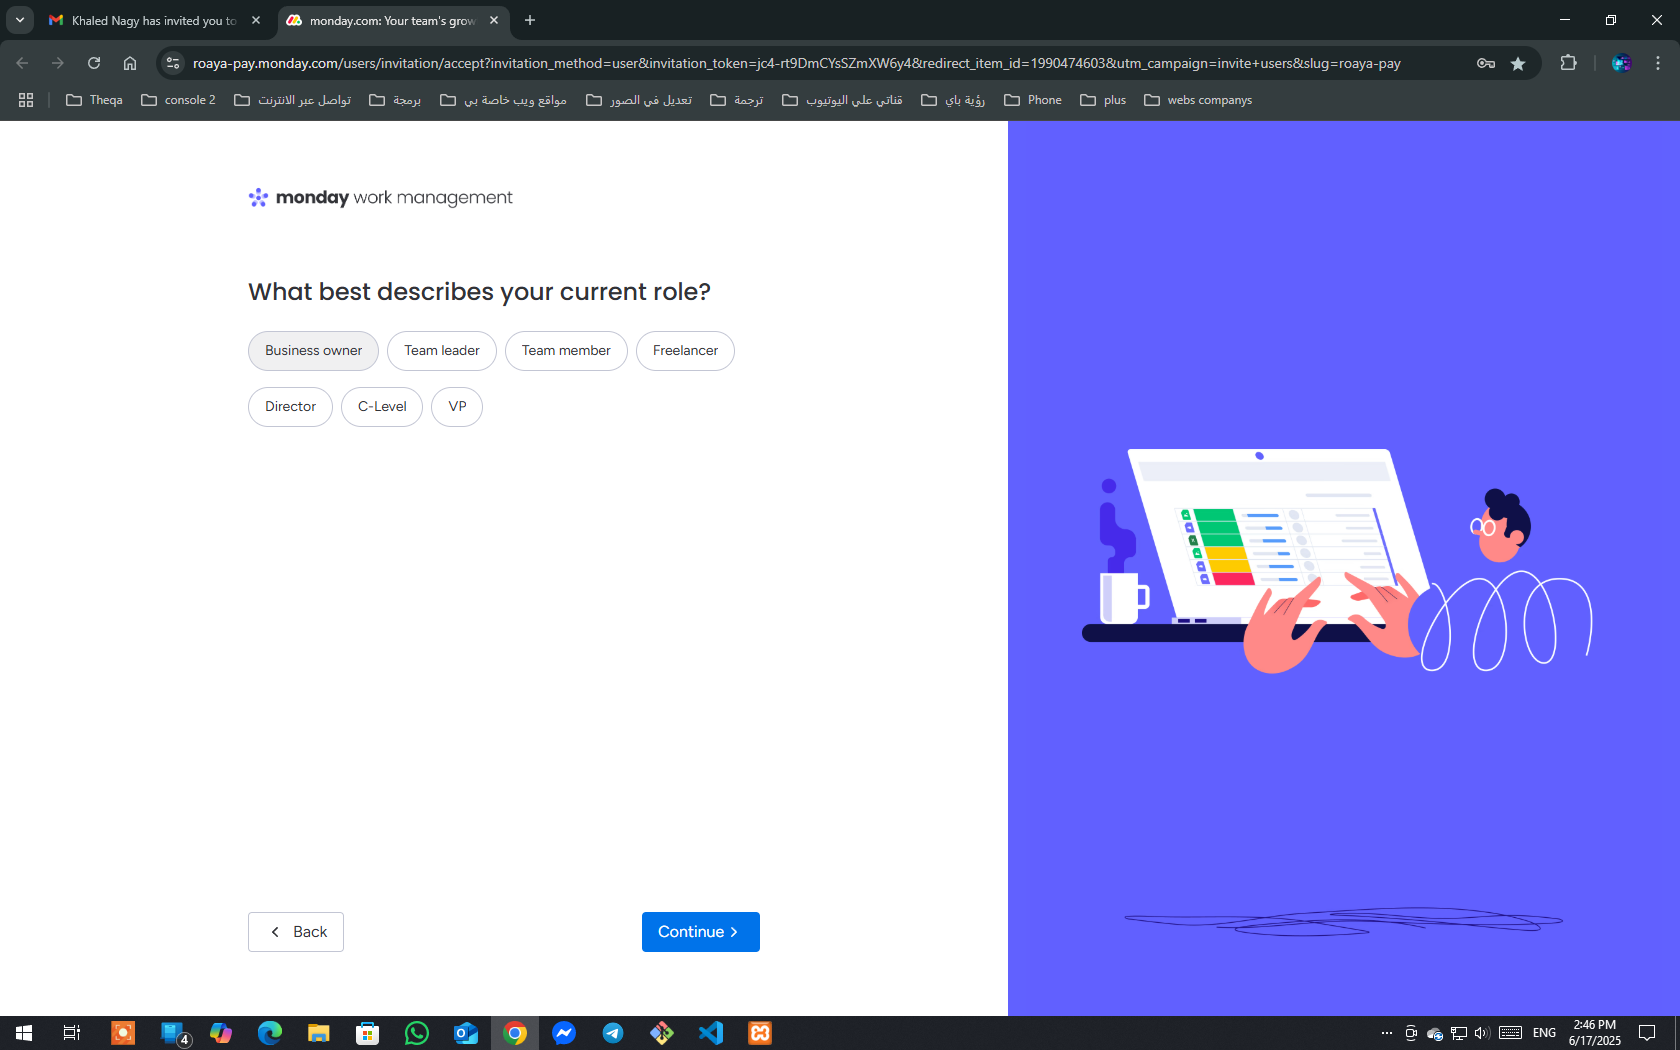 Khaled Nagy has invited you to
monday.com: Your team's grow
roaya-pay.monday.com/users/invitation/accept?invitation_method=user&invitation_token=jc4-rt9DmCYsSZmXW6y4&redirect_item_id=1990474603&utm_campaign=invite+users&slug=roaya-pay
Theqa
console 2
تواصل عبر الانترنت
برمجة
مواقع ويب خاصة بي
تعديل في الصور
ترجمة
قناتي علي اليوتيوب
رؤية باي
Phone
plus
webs companys
monday work management
What best describes your current role?
Business owner
Team leader
Team member
Freelancer
Director
C-Level
VP
Back
Continue
4
ENG
2:46 PM
6/17/2025